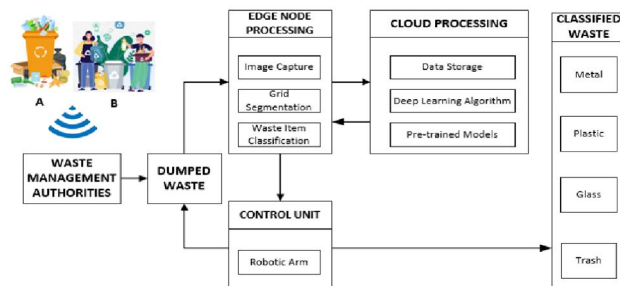 A
B
WASTE
MANAGEMENT
AUTHORITIES
DUMPED
WASTE
EDGE NODE
PROCESSING
Image Capture
Grid
Segmentation
Waste Item
Classification
CLOUD PROCESSING
Data Storage
Deep Learning Algorithm
Pre-trained Models
CONTROL UNIT
Robotic Arm
CLASSIFIED
WASTE
Metal
Plastic
Glass
Trash